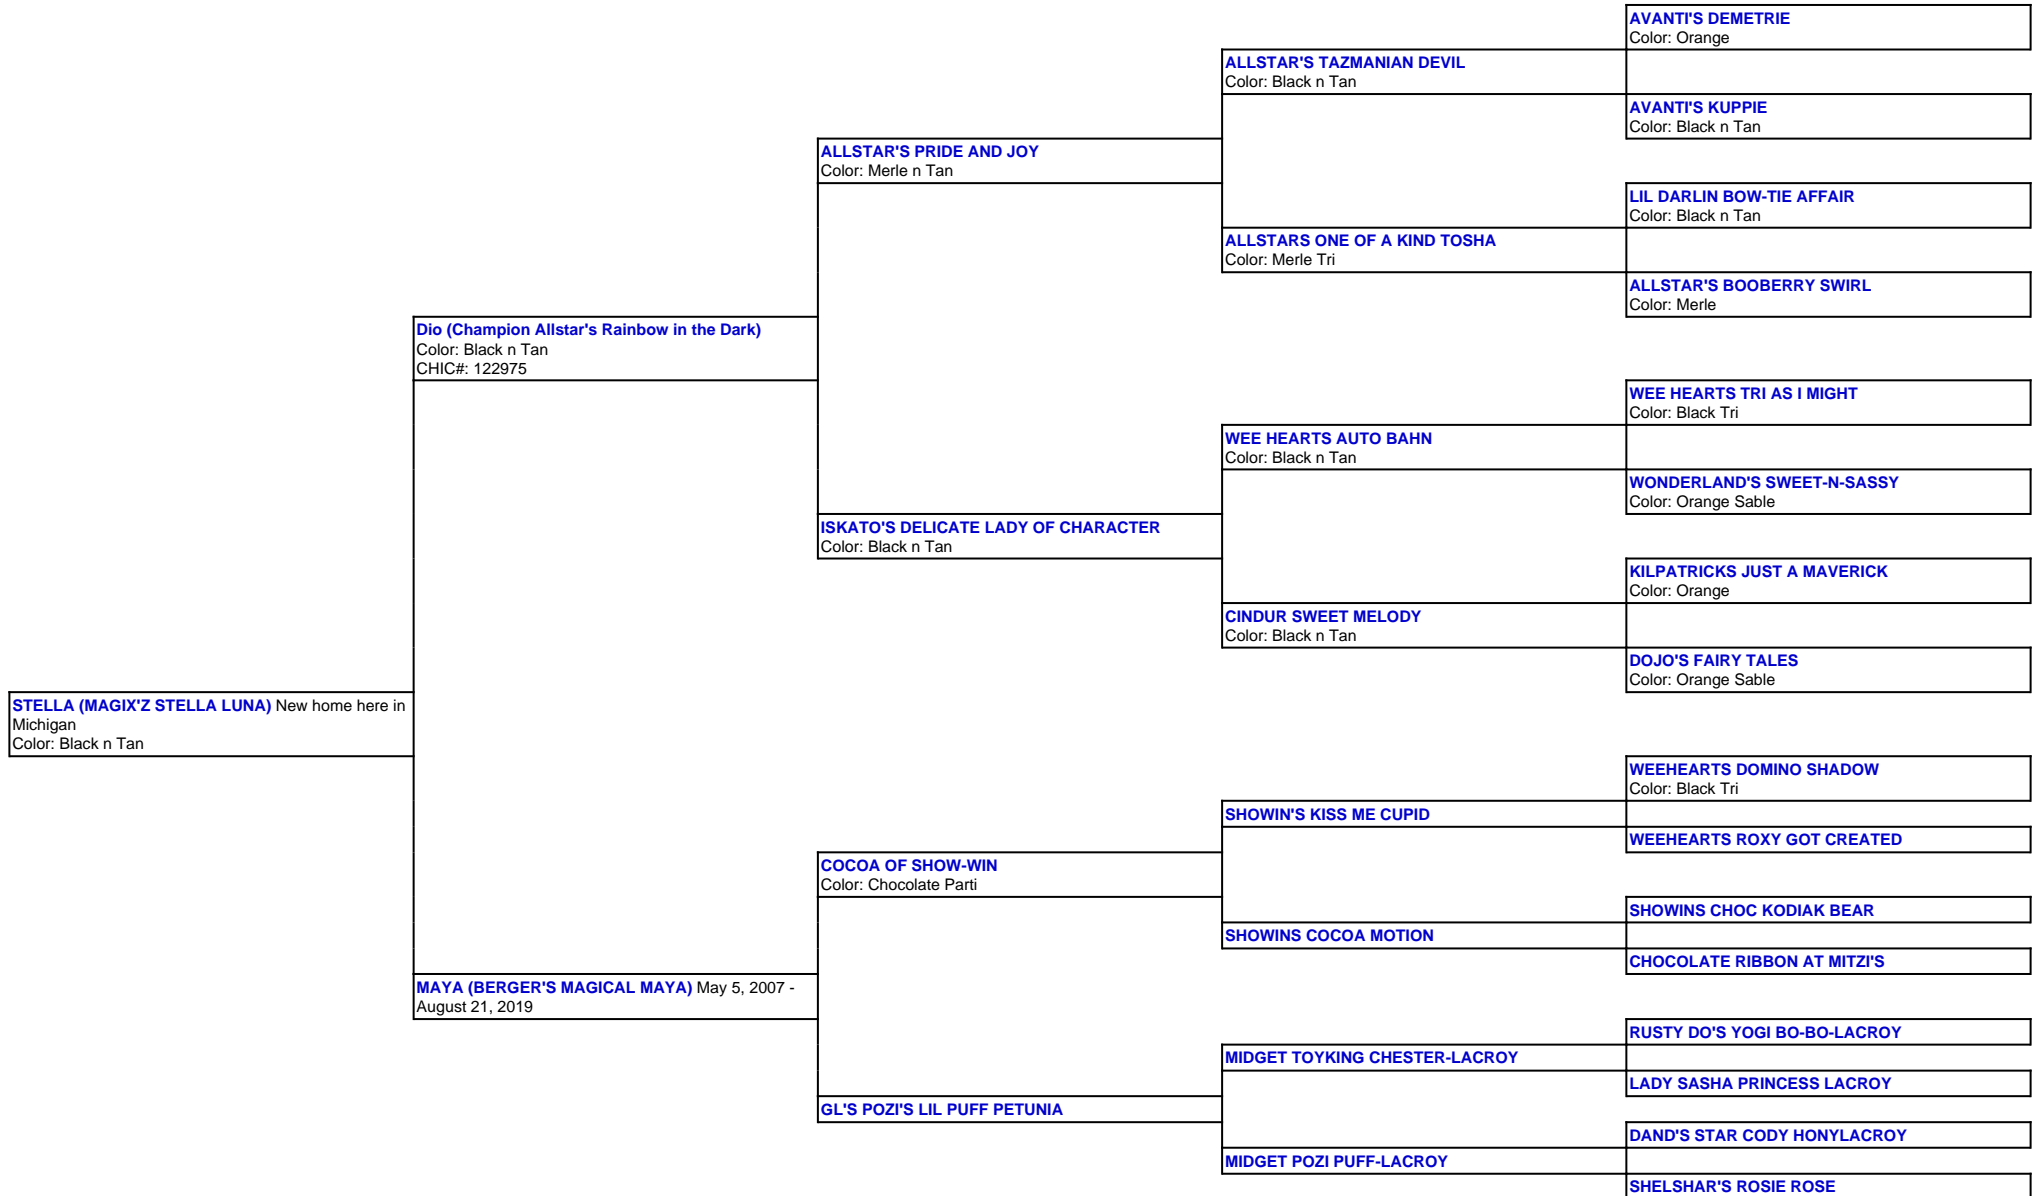 AVANTI'S DEMETRIE
Color: Orange
ALLSTAR'S TAZMANIAN DEVIL
Color: Black n Tan
AVANTI'S KUPPIE
Color: Black n Tan
ALLSTAR'S PRIDE AND JOY
Color: Merle n Tan
LIL DARLIN BOW-TIE AFFAIR
Color: Black n Tan
ALLSTARS ONE OF A KIND TOSHA
Color: Merle Tri
ALLSTAR'S BOOBERRY SWIRL
Color: Merle
Dio (Champion Allstar's Rainbow in the Dark)
Color: Black n Tan
CHIC#: 122975
WEE HEARTS TRI AS I MIGHT
Color: Black Tri
WEE HEARTS AUTO BAHN
Color: Black n Tan
WONDERLAND'S SWEET-N-SASSY
Color: Orange Sable
ISKATO'S DELICATE LADY OF CHARACTER
Color: Black n Tan
KILPATRICKS JUST A MAVERICK
Color: Orange
CINDUR SWEET MELODY
Color: Black n Tan
DOJO'S FAIRY TALES
Color: Orange Sable
STELLA (MAGIX'Z STELLA LUNA) New home here in
Michigan
Color: Black n Tan
WEEHEARTS DOMINO SHADOW
Color: Black Tri
SHOWIN'S KISS ME CUPID
WEEHEARTS ROXY GOT CREATED
COCOA OF SHOW-WIN
Color: Chocolate Parti
SHOWINS CHOC KODIAK BEAR
SHOWINS COCOA MOTION
CHOCOLATE RIBBON AT MITZI'S
MAYA (BERGER'S MAGICAL MAYA) May 5, 2007 -
August 21, 2019
RUSTY DO'S YOGI BO-BO-LACROY
MIDGET TOYKING CHESTER-LACROY
LADY SASHA PRINCESS LACROY
GL'S POZI'S LIL PUFF PETUNIA
DAND'S STAR CODY HONYLACROY
MIDGET POZI PUFF-LACROY
SHELSHAR'S ROSIE ROSE